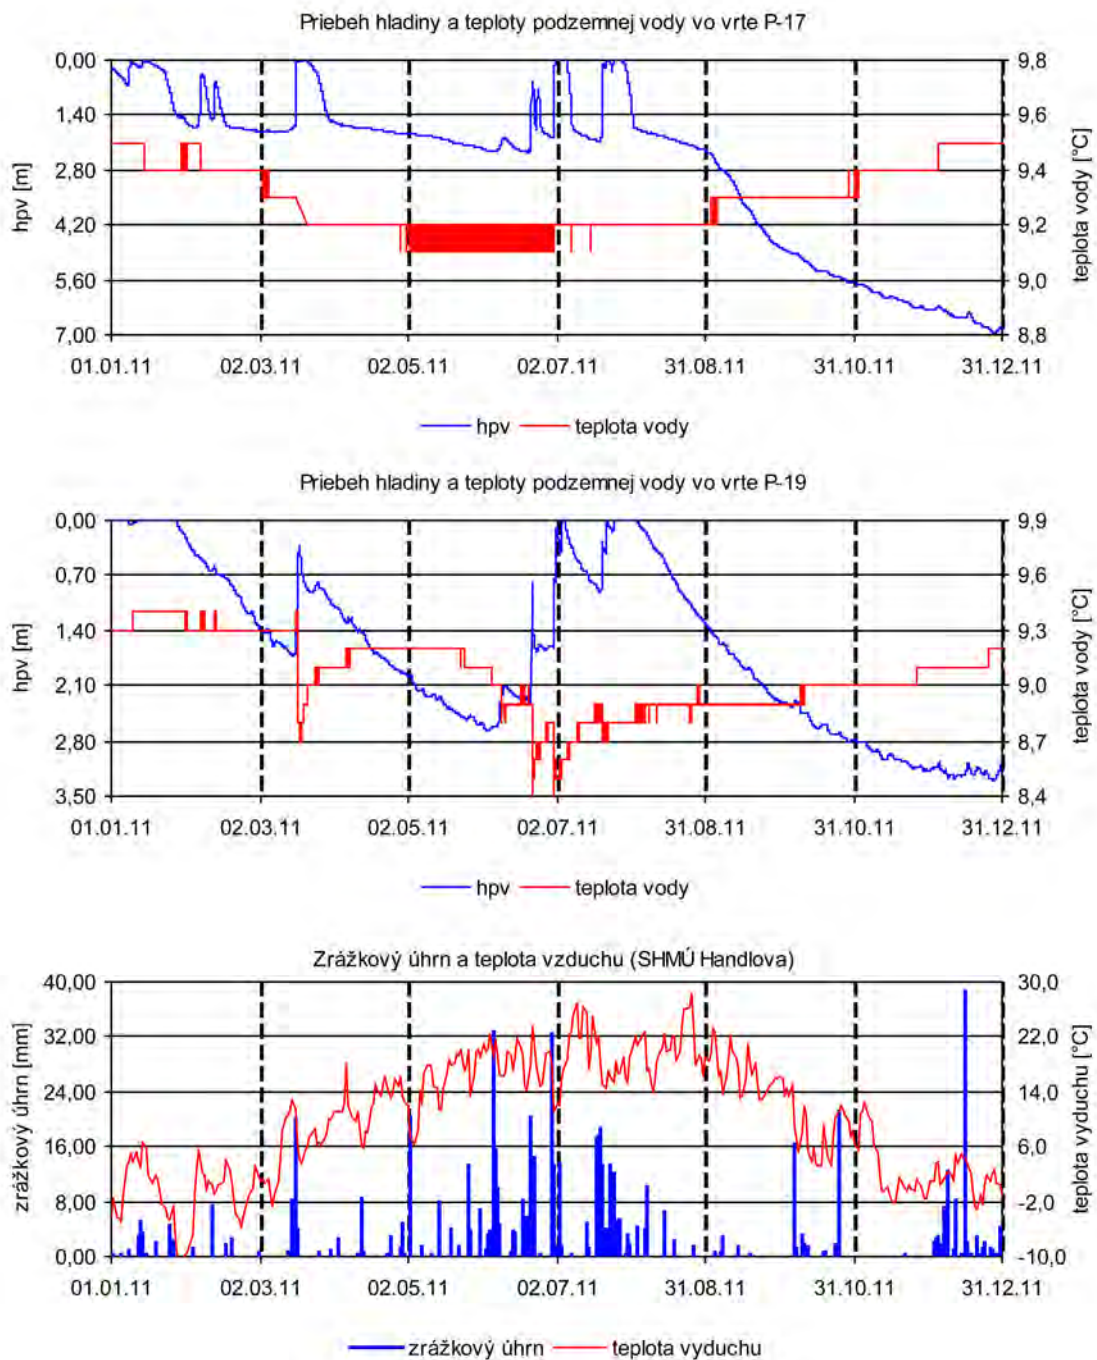 Priebeh hladiny a teploty podzemnej vody vo vrte P-17
0,00
1,40
2,80
4,20
5,60
7,00
hpv [m]
9,8
9,6
9,4
9,2
9,0
8,8
teplota vody [°C]
01.01.11 02.03.11 02.05.11 02.07.11 31.08.11 31.10.11 31.12.11
hpv teplota vody
Priebeh hladiny a teploty podzemnej vody vo vrte P-19
0,00
0,70
1,40
2,10
2,80
3,50
hpv [m]
9,9
9,6
9,3
9,0
8,7
8,4
teplota vody [°C]
01.01.11 02.03.11 02.05.11 02.07.11 31.08.11 31.10.11 31.12.11
hpv teplota vody
Zrážkový úhrn a teplota vzduchu (SHMÚ Handlova)
40,00
32,00
24,00
16,00
8,00
0,00
zrážkový úhrn [mm]
30,0
22,0
14,0
6,0
-2,0
-10,0
teplota vyduchu [°C]
01.01.11 02.03.11 02.05.11 02.07.11 31.08.11 31.10.11 31.12.11
zrážkový úhrn teplota vyduchu